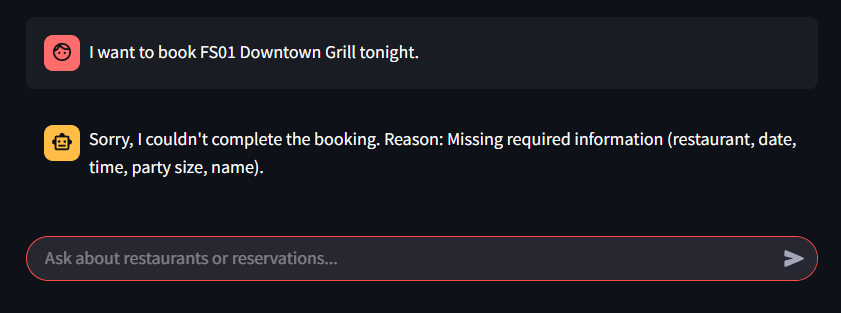 I want to book FS01 Downtown Grill tonight.
Sorry, I couldn't complete the booking. Reason: Missing required information (restaurant, date,
time, party size, name).
Ask about restaurants or reservations...